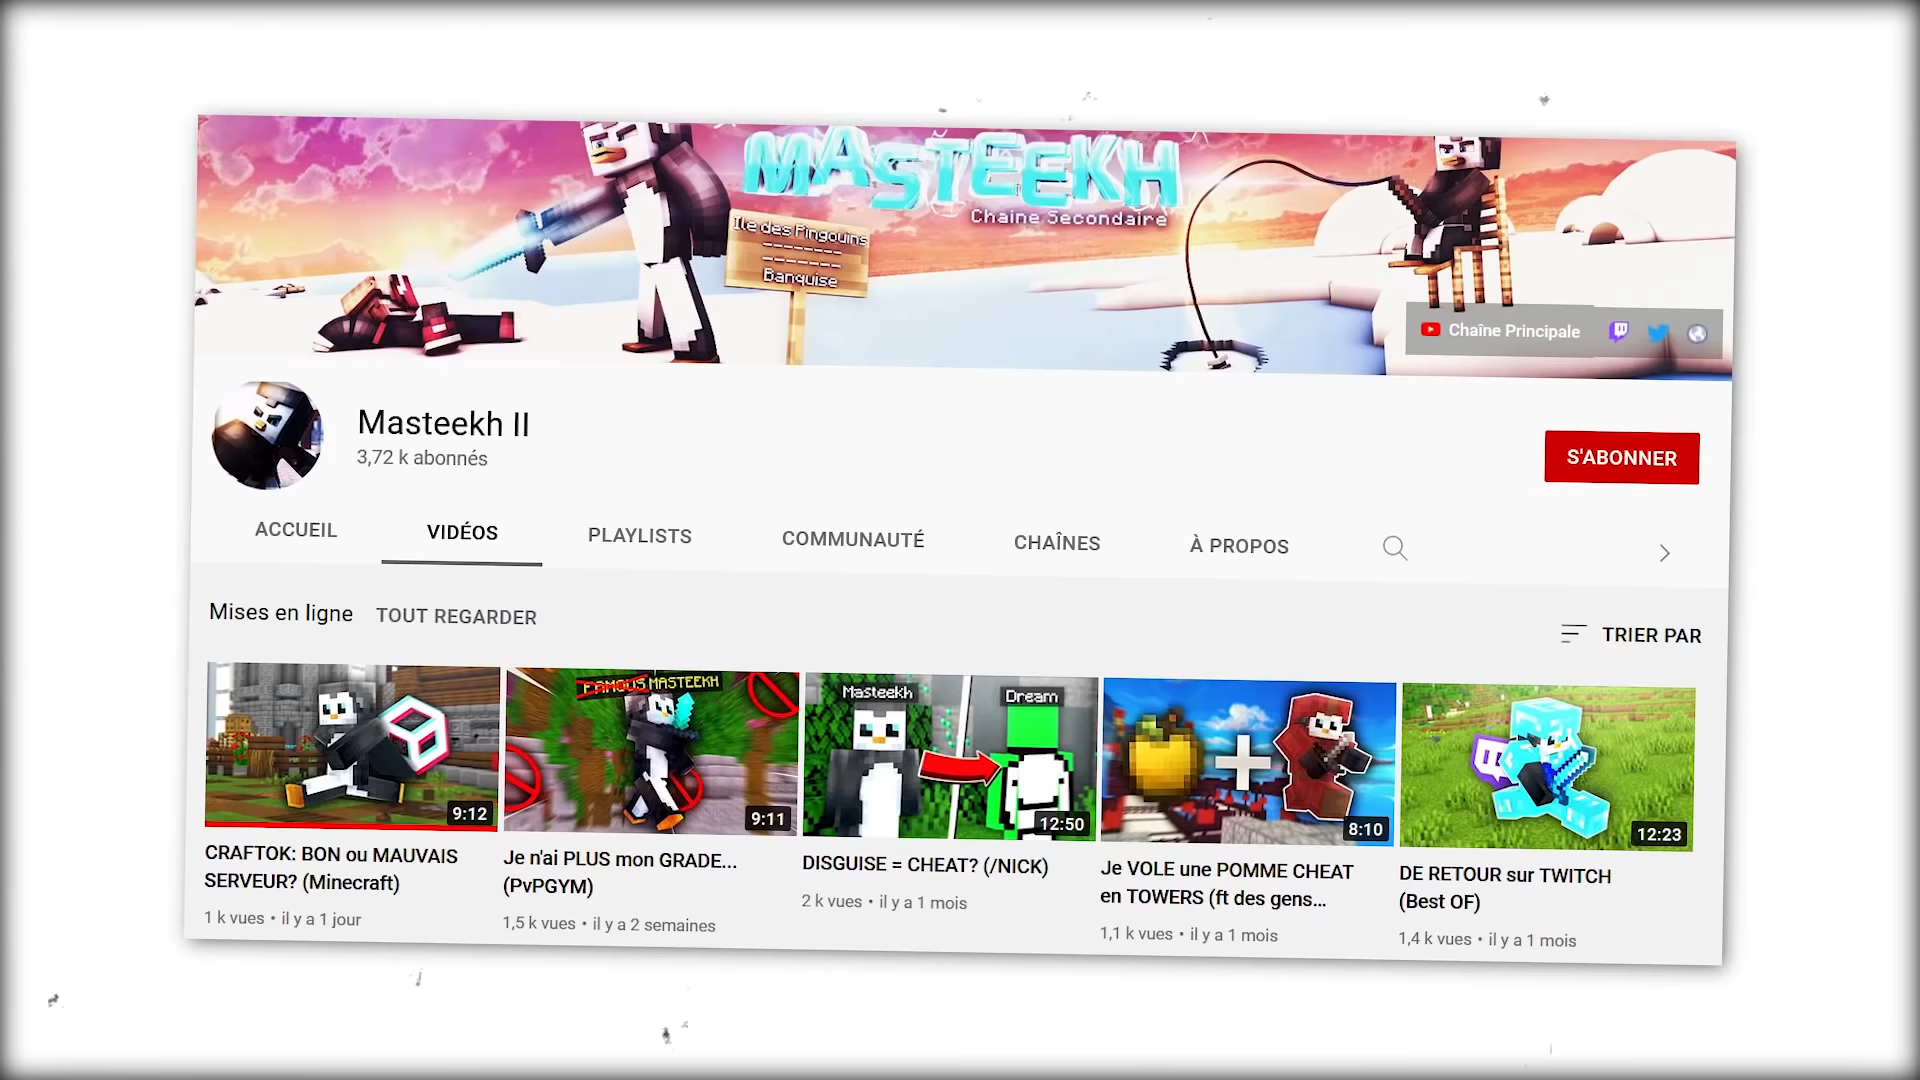 MASTEEKH
Chaine Secondaire
Ile des Pingouins
--------
--------
Banquise
Chaîne Principale
Masteekh II
3,72 k abonnés
S'ABONNER
ACCUEIL
VIDÉOS
PLAYLISTS
COMMUNAUTÉ
CHAÎNES
À PROPOS
Mises en ligne
TOUT REGARDER
TRIER PAR
9:12
CRAFTOK: BON ou MAUVAIS
SERVEUR? (Minecraft)
1 k vues • il y a 1 jour
FAMOUS MASTEEKH
9:11
Je n'ai PLUS mon GRADE...
(PvPGYM)
1,5 k vues • il y a 2 semaines
Masteekh
Dream
12:50
DISGUISE = CHEAT? (/NICK)
2 k vues • il y a 1 mois
8:10
Je VOLE une POMME CHEAT
en TOWERS (ft des gens...
1,1 k vues • il y a 1 mois
12:23
DE RETOUR sur TWITCH
(Best OF)
1,4 k vues • il y a 1 mois